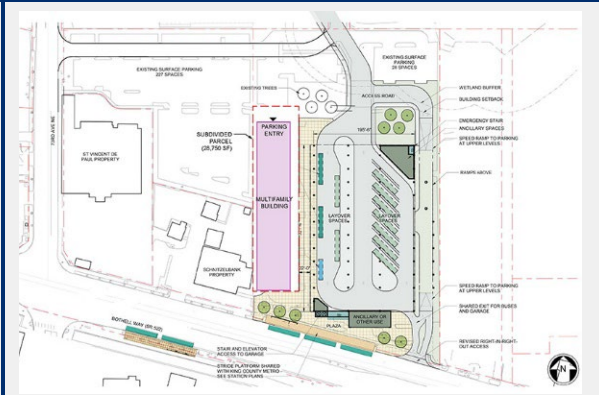 EXISTING SURFACE PARKING
227 SPACES
EXISTING SURFACE
PARKING
28 SPACES
EXISTING TREES
ACCESS ROAD
WETLAND BUFFER
BUILDING SETBACK
EMERGENCY STAIR
ANCILLARY SPACES
SPEED RAMP TO PARKING
AT UPPER LEVELS
RAMPS ABOVE
PARKING
ENTRY
SUBDIVIDED
PARCEL
(28,750 SF)
ST VINCENT DE
PAUL PROPERTY
MULTIFAMILY
BUILDING
LAYOVER
SPACES
LAYOVER
SPACES
SCHNITZELBANK
PROPERTY
SPEED RAMP TO PARKING
AT UPPER LEVELS
SHARED EXIT FOR BUSES
AND GARAGE
ANCILLARY OR
OTHER USE
PLAZA
REVISED RIGHT-IN-RIGHT-
OUT ACCESS
BOTHELL WAY (SR 522)
STAIR AND ELEVATOR
ACCESS TO GARAGE
STRIDE PLATFORM SHARED
WITH KING COUNTY METRO
SEE STATION PLANS
N